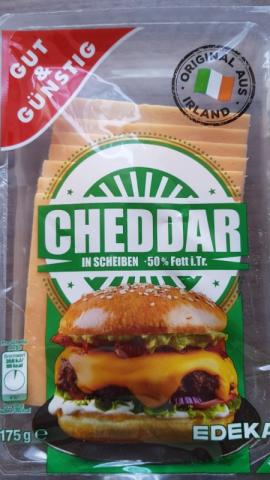 GUT
&
GÜNSTIG
ORIGINAL AUS
IRLAND
CHEDDAR
IN SCHEIBEN · 50% Fett i.Tr.
175 g e
EDEKA